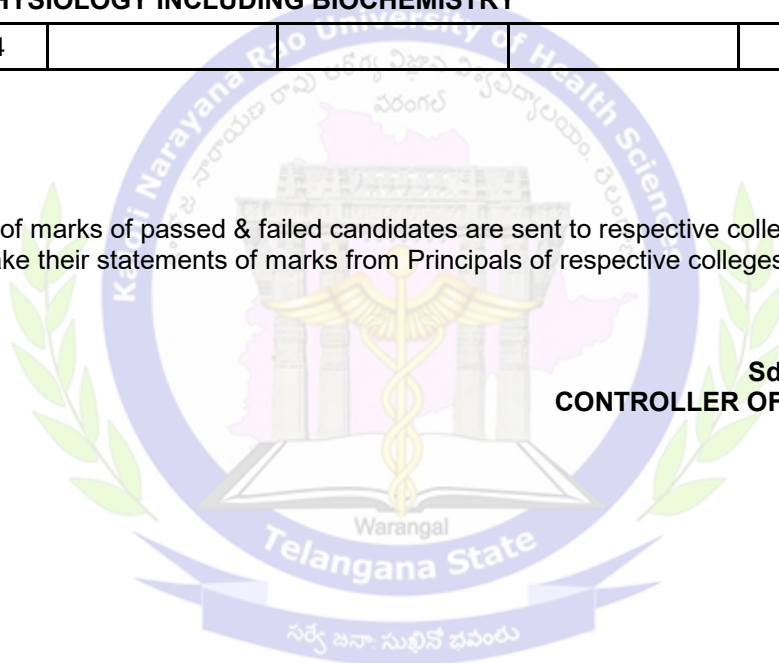 HYSIOLOGY INCLUDING BIOCHEMISTRY
4
Kaloji Narayana Rao University of Health Sciences
వరంగల్
of marks of passed & failed candidates are sent to respective colle
ake their statements of marks from Principals of respective colleges
Sd
CONTROLLER OF
Warangal
Telangana State
సర్వే జనా: సుఖినో భవంతు